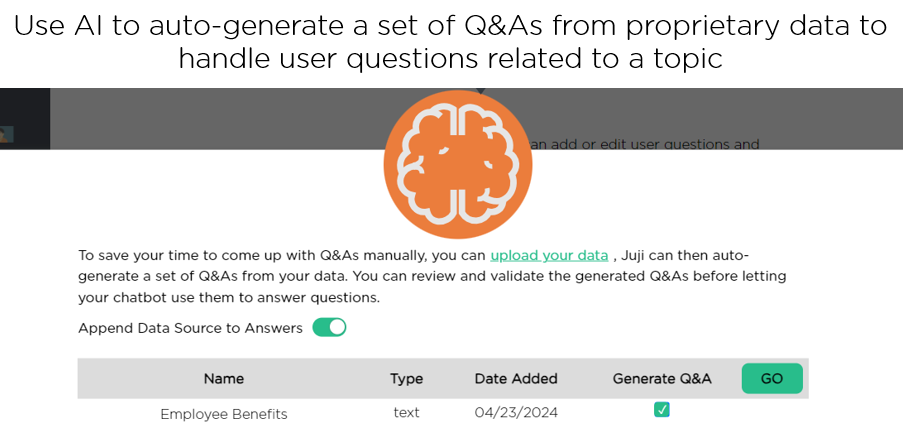 Use AI to auto-generate a set of Q&As from proprietary data to
handle user questions related to a topic
an add or edit user questions and
To save your time to come up with Q&As manually, you can upload your data , Juji can then auto-
generate a set of Q&As from your data. You can review and validate the generated Q&As before letting
your chatbot use them to answer questions.
Append Data Source to Answers
Name Type Date Added Generate Q&A GO
Employee Benefits text 04/23/2024